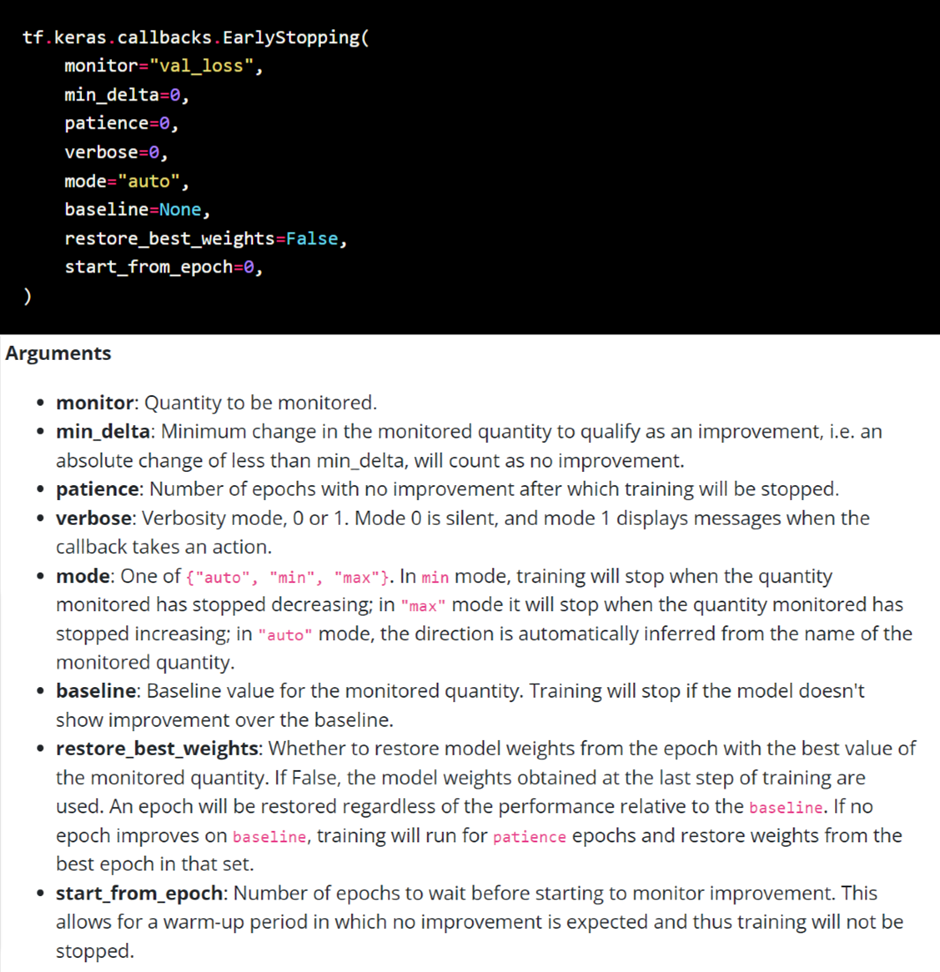 tf.keras.callbacks.EarlyStopping(
    monitor="val_loss",
    min_delta=0,
    patience=0,
    verbose=0,
    mode="auto",
    baseline=None,
    restore_best_weights=False,
    start_from_epoch=0,
)
Arguments
• monitor: Quantity to be monitored.
• min_delta: Minimum change in the monitored quantity to qualify as an improvement, i.e. an
absolute change of less than min_delta, will count as no improvement.
• patience: Number of epochs with no improvement after which training will be stopped.
• verbose: Verbosity mode, 0 or 1. Mode 0 is silent, and mode 1 displays messages when the
callback takes an action.
• mode: One of {"auto", "min", "max"}. In min mode, training will stop when the quantity
monitored has stopped decreasing; in "max" mode it will stop when the quantity monitored has
stopped increasing; in "auto" mode, the direction is automatically inferred from the name of the
monitored quantity.
• baseline: Baseline value for the monitored quantity. Training will stop if the model doesn't
show improvement over the baseline.
• restore_best_weights: Whether to restore model weights from the epoch with the best value of
the monitored quantity. If False, the model weights obtained at the last step of training are
used. An epoch will be restored regardless of the performance relative to the baseline. If no
epoch improves on baseline, training will run for patience epochs and restore weights from the
best epoch in that set.
• start_from_epoch: Number of epochs to wait before starting to monitor improvement. This
allows for a warm-up period in which no improvement is expected and thus training will not be
stopped.